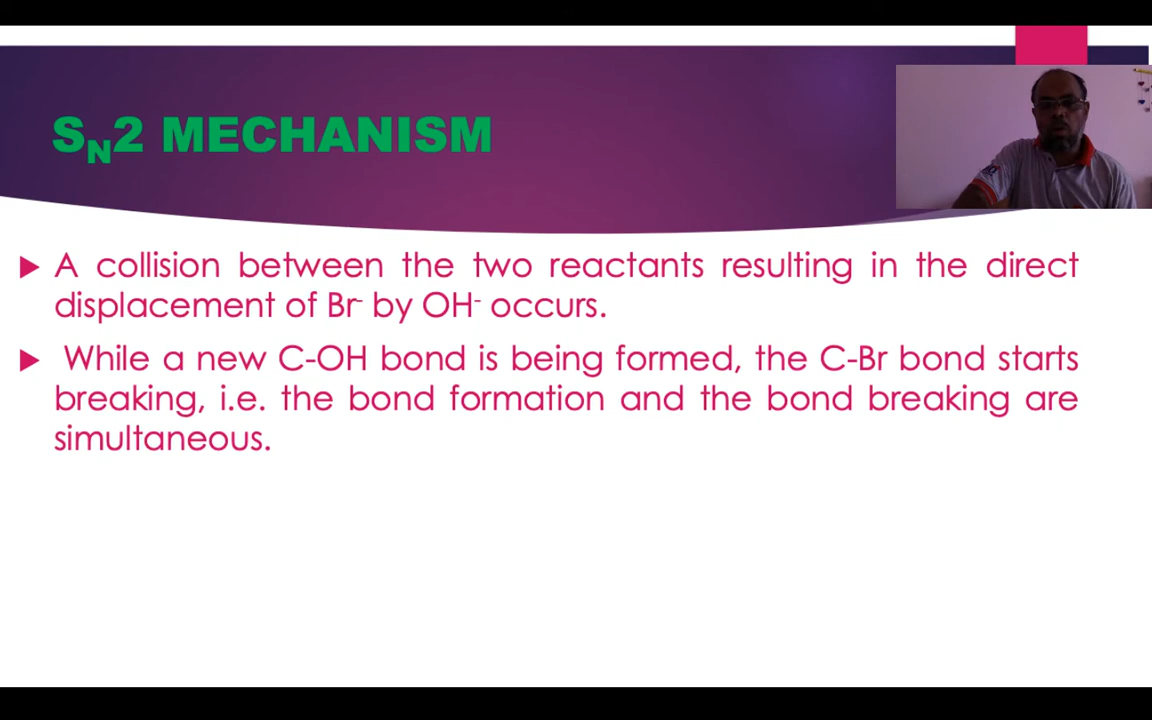 SN2 MECHANISM
A collision between the two reactants resulting in the direct
displacement of Br- by OH- occurs.
While a new C-OH bond is being formed, the C-Br bond starts
breaking, i.e. the bond formation and the bond breaking are
simultaneous.